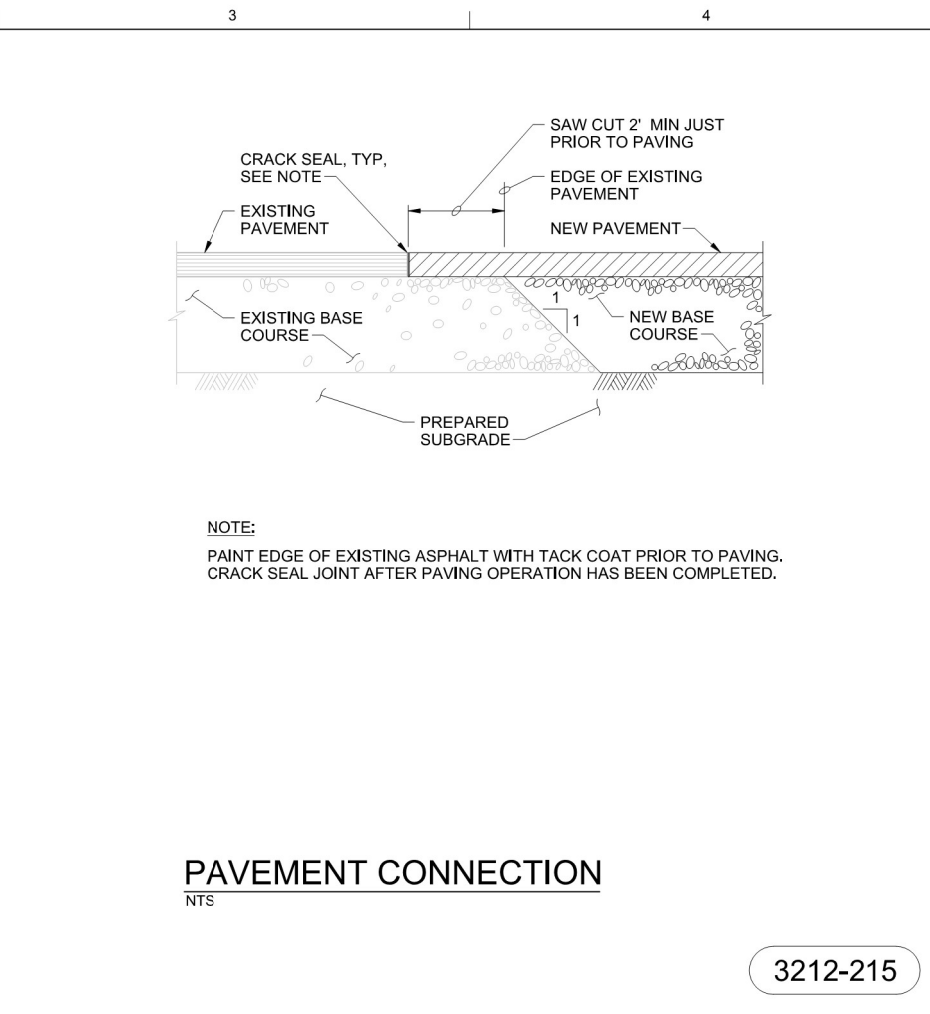 3
4
SAW CUT 2' MIN JUST
PRIOR TO PAVING
CRACK SEAL, TYP,
SEE NOTE
EDGE OF EXISTING
PAVEMENT
EXISTING
PAVEMENT
NEW PAVEMENT
1
1
EXISTING BASE
COURSE
NEW BASE
COURSE
PREPARED
SUBGRADE
NOTE:
PAINT EDGE OF EXISTING ASPHALT WITH TACK COAT PRIOR TO PAVING.
CRACK SEAL JOINT AFTER PAVING OPERATION HAS BEEN COMPLETED.
PAVEMENT CONNECTION
NTS
3212-215